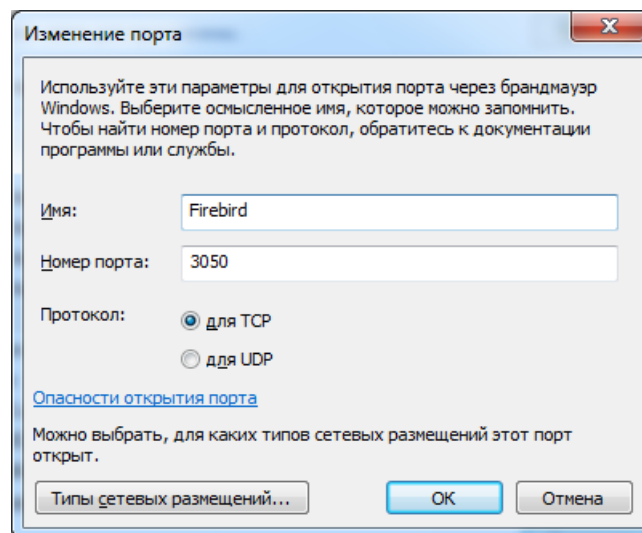 Изменение порта
Используйте эти параметры для открытия порта через брандмауэр
Windows. Выберите осмысленное имя, которое можно запомнить.
Чтобы найти номер порта и протокол, обратитесь к документации
программы или службы.
Имя: Firebird
Номер порта: 3050
Протокол: для TCP
для UDP
Опасности открытия порта
Можно выбрать, для каких типов сетевых размещений этот порт
открыт.
Типы сетевых размещений... ОК Отмена